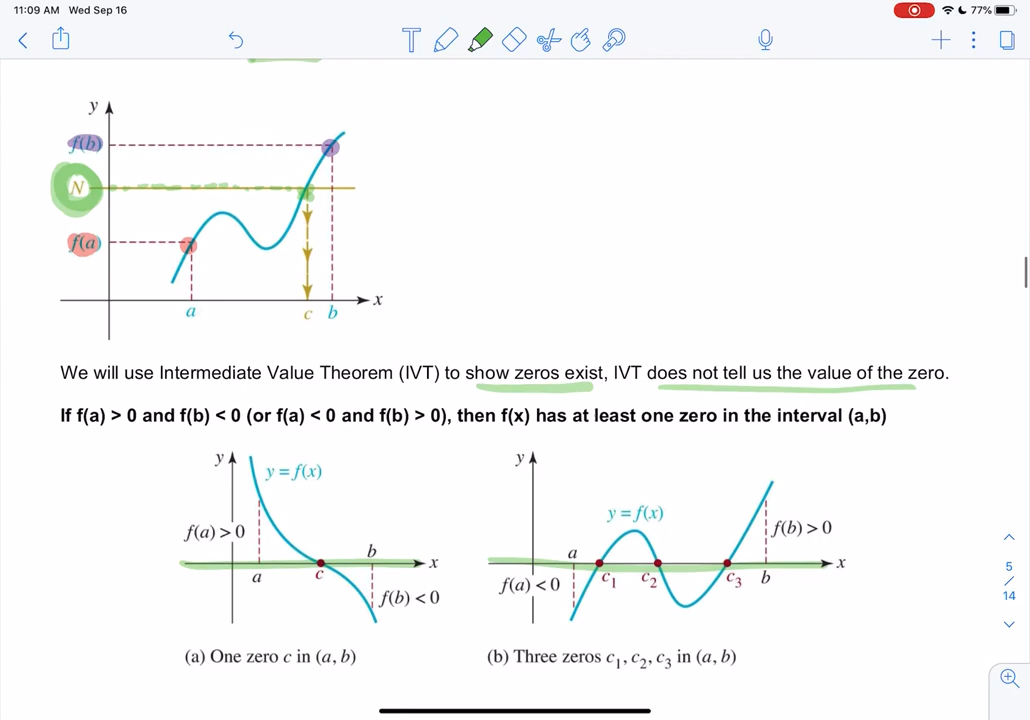 11:09 AM Wed Sep 16
77%
T
y
f(b)
N
f(a)
x
a
c b
We will use Intermediate Value Theorem (IVT) to show zeros exist, IVT does not tell us the value of the zero.
If f(a) > 0 and f(b) < 0 (or f(a) < 0 and f(b) > 0), then f(x) has at least one zero in the interval (a,b)
y
y = f(x)
f(a) > 0
b
x
a
c
f(b) < 0
(a) One zero c in (a, b)
y
y = f(x)
f(b) > 0
a
x
f(a) < 0
c₁
c₂
c₃
b
(b) Three zeros c₁, c₂, c₃ in (a, b)
5
/
14